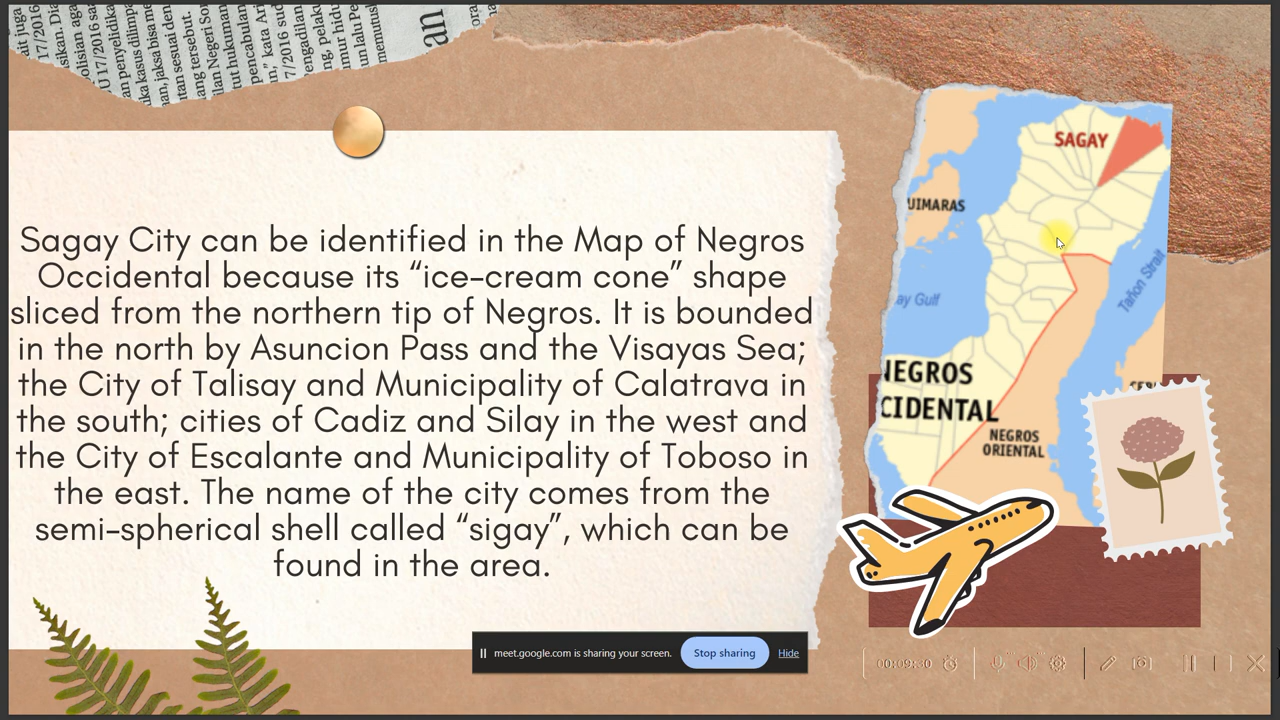 Sagay City can be identified in the Map of Negros
Occidental because its “ice-cream cone” shape
sliced from the northern tip of Negros. It is bounded
in the north by Asuncion Pass and the Visayas Sea;
the City of Talisay and Municipality of Calatrava in
the south; cities of Cadiz and Silay in the west and
the City of Escalante and Municipality of Toboso in
the east. The name of the city comes from the
semi-spherical shell called “sigay”, which can be
found in the area.
SAGAY
UIMARAS
ay Gulf
Tañon Strait
NEGROS
CIDENTAL
NEGROS
ORIENTAL
meet.google.com is sharing your screen.
Stop sharing
Hide